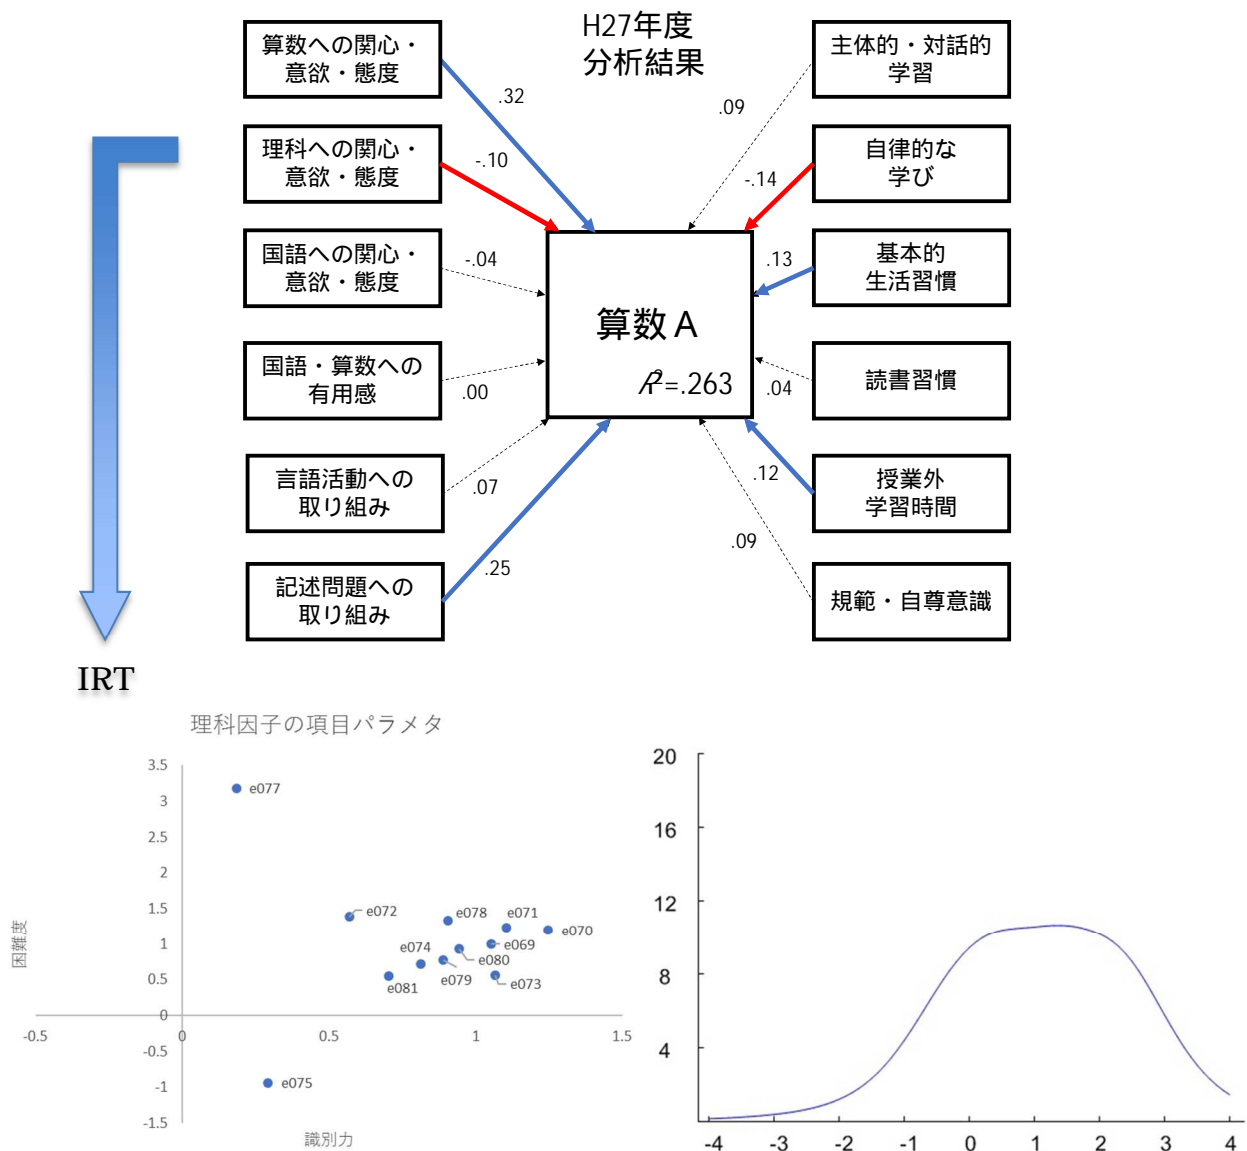 H27年度
分析結果
算数への関心・
意欲・態度
.32
理科への関心・
意欲・態度
-.10
国語への関心・
意欲・態度
-.04
国語・算数への
有用感
.00
言語活動への
取り組み
.07
記述問題への
取り組み
.25
算数A
R²=.263
主体的・対話的
学習
.09
自律的な
学び
-.14
基本的
生活習慣
.13
読書習慣
.04
授業外
学習時間
.12
規範・自尊意識
.09
IRT
理科因子の項目パラメタ
困難度
3.5
3
2.5
2
1.5
1
0.5
0
-0.5
-1
-1.5
-0.5
0
0.5
1
1.5
識別力
e077
e072
e078
e071
e070
e074
e069
e080
e079
e073
e081
e075
20
16
12
8
4
-4
-3
-2
-1
0
1
2
3
4